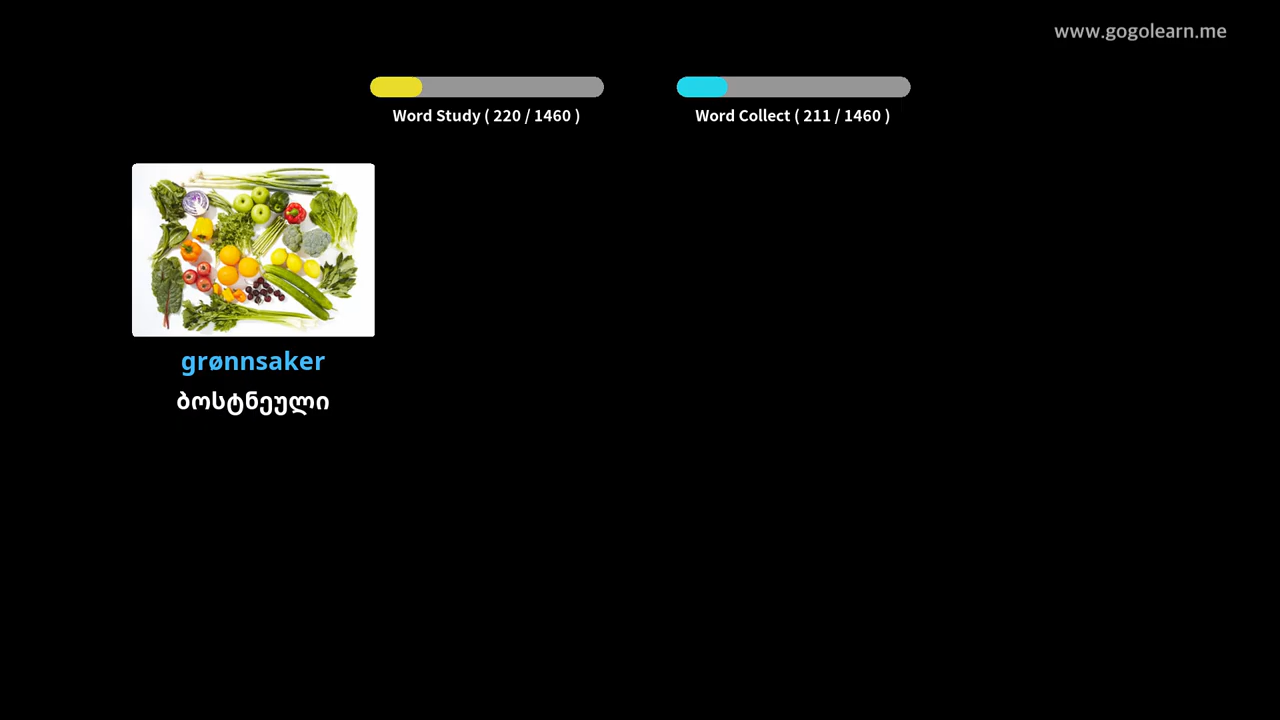 www.gogolearn.me
Word Study ( 220 / 1460 )
Word Collect ( 211 / 1460 )
grønnsaker
ბოსტნეული